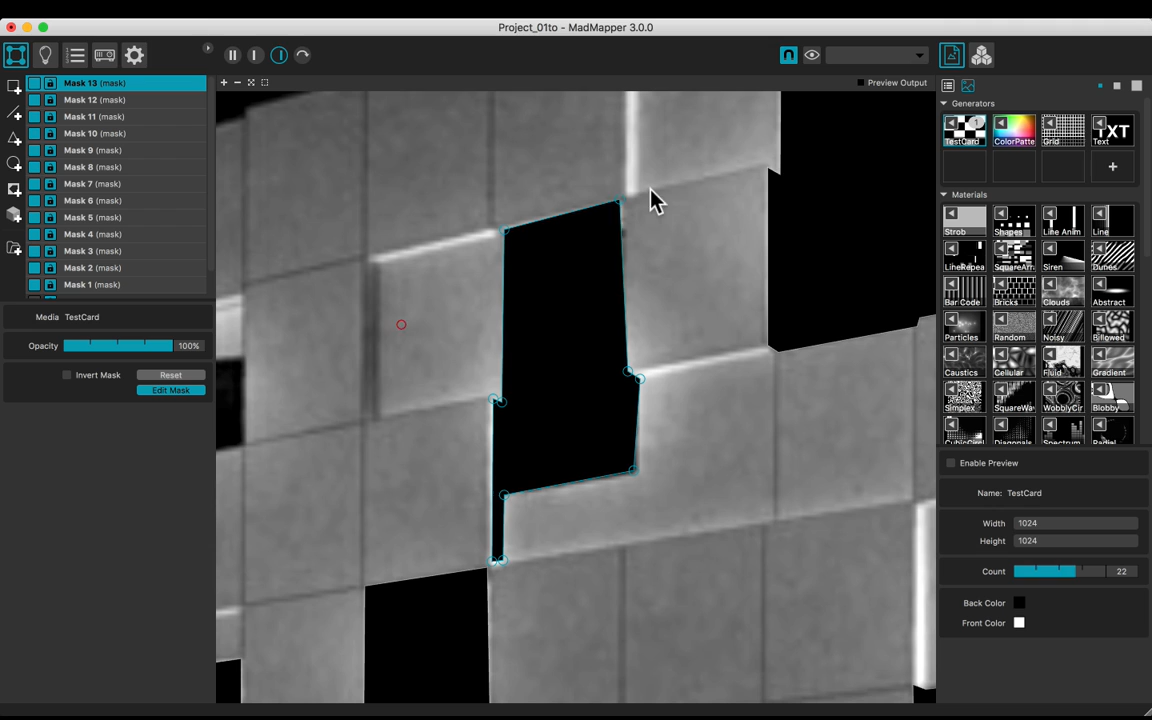 Project_01to - MadMapper 3.0.0
Preview Output
Mask 13 (mask)
Mask 12 (mask)
Mask 11 (mask)
Mask 10 (mask)
Mask 9 (mask)
Mask 8 (mask)
Mask 7 (mask)
Mask 6 (mask)
Mask 5 (mask)
Mask 4 (mask)
Mask 3 (mask)
Mask 2 (mask)
Mask 1 (mask)
Media TestCard
Opacity 100%
Invert Mask Reset
Edit Mask
Generators
1 TXT
TestCard ColorPatte Grid Text
Materials
Strob Shapes Line Anim Line
LineRepea SquareArra Siren Dunes
Bar Code Bricks Clouds Abstract
Particles Random Noisy Billowed
Caustics Cellular Fluid Gradient
Simplex SquareWav WobblyCir Blobby
CubicCircl Diagonals Spectrum Radial
Enable Preview
Name: TestCard
Width 1024
Height 1024
Count 22
Back Color
Front Color